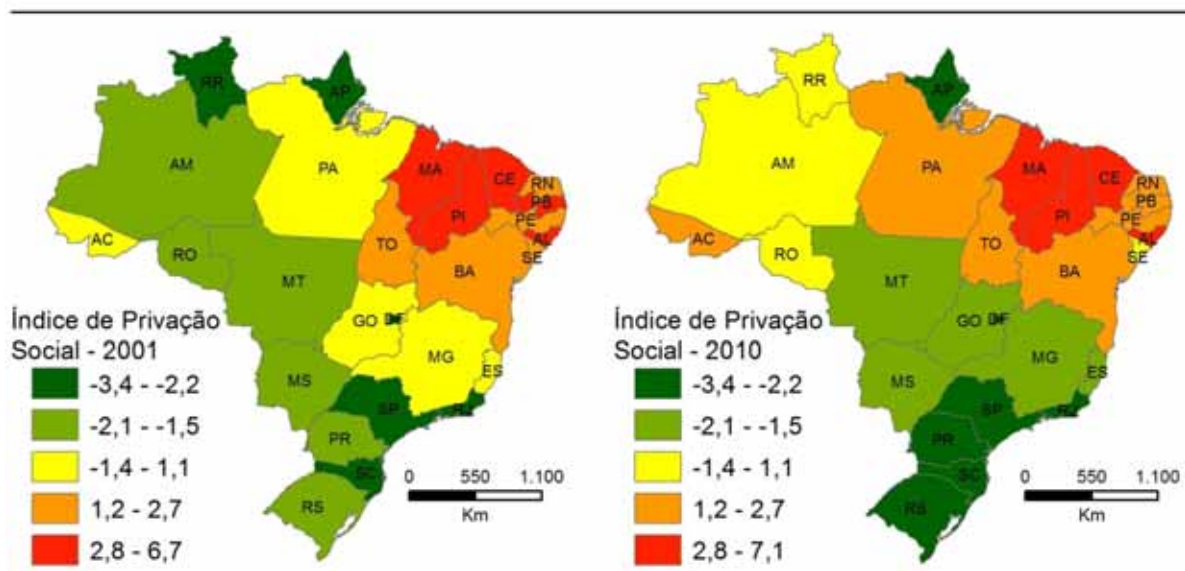 RR
AP
AM
PA
MA
CE
RN
PB
PI
PE
AL
SE
AC
TO
RO
BA
MT
GO
DF
MG
ES
MS
SP
RJ
PR
SC
RS
Índice de Privação
Social - 2001
-3,4 - -2,2
-2,1 - -1,5
-1,4 - 1,1
1,2 - 2,7
2,8 - 6,7
0 550 1.100
Km
RR
AP
AM
PA
MA
CE
RN
PB
PI
PE
AL
SE
AC
TO
RO
BA
MT
GO
DF
MG
ES
MS
SP
RJ
PR
SC
RS
Índice de Privação
Social - 2010
-3,4 - -2,2
-2,1 - -1,5
-1,4 - 1,1
1,2 - 2,7
2,8 - 7,1
0 550 1.100
Km